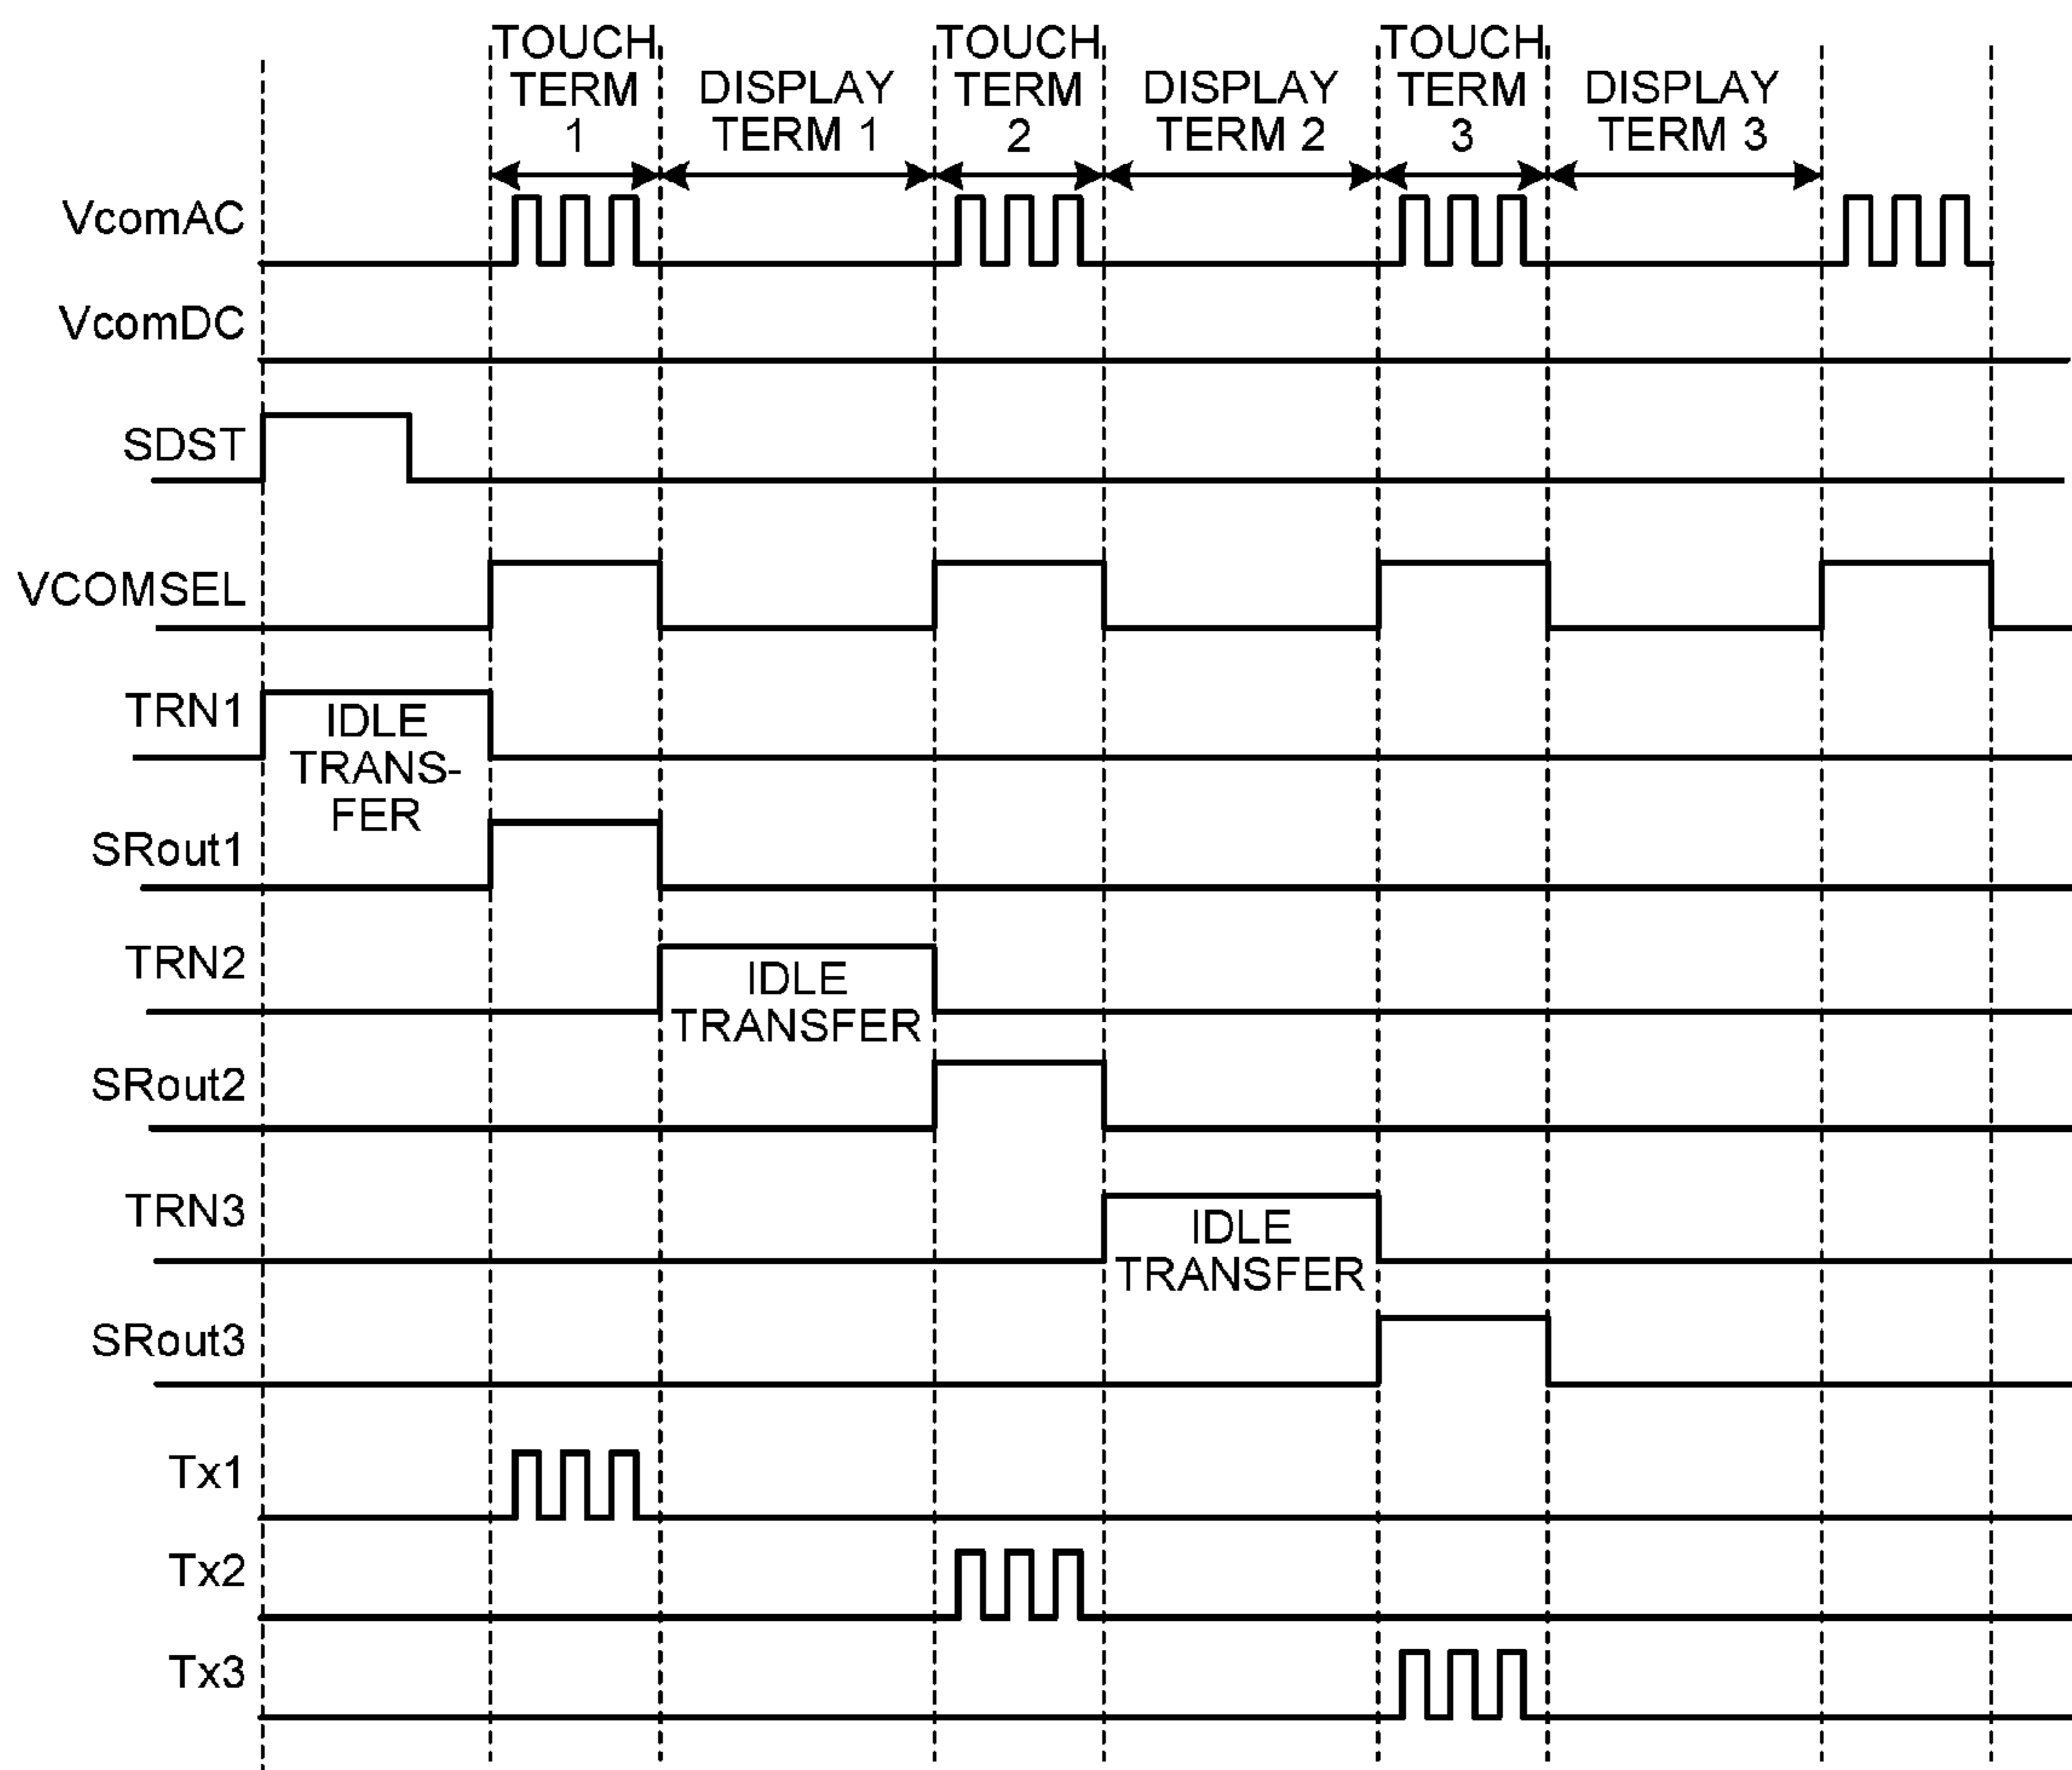 TOUCH
TERM
1
DISPLAY
TERM 1
TOUCH
TERM
2
DISPLAY
TERM 2
TOUCH
TERM
3
DISPLAY
TERM 3
VcomAC
VcomDC
SDST
VCOMSEL
TRN1
IDLE
TRANS-
FER
SRout1
TRN2
IDLE
TRANSFER
SRout2
TRN3
IDLE
TRANSFER
SRout3
Tx1
Tx2
Tx3